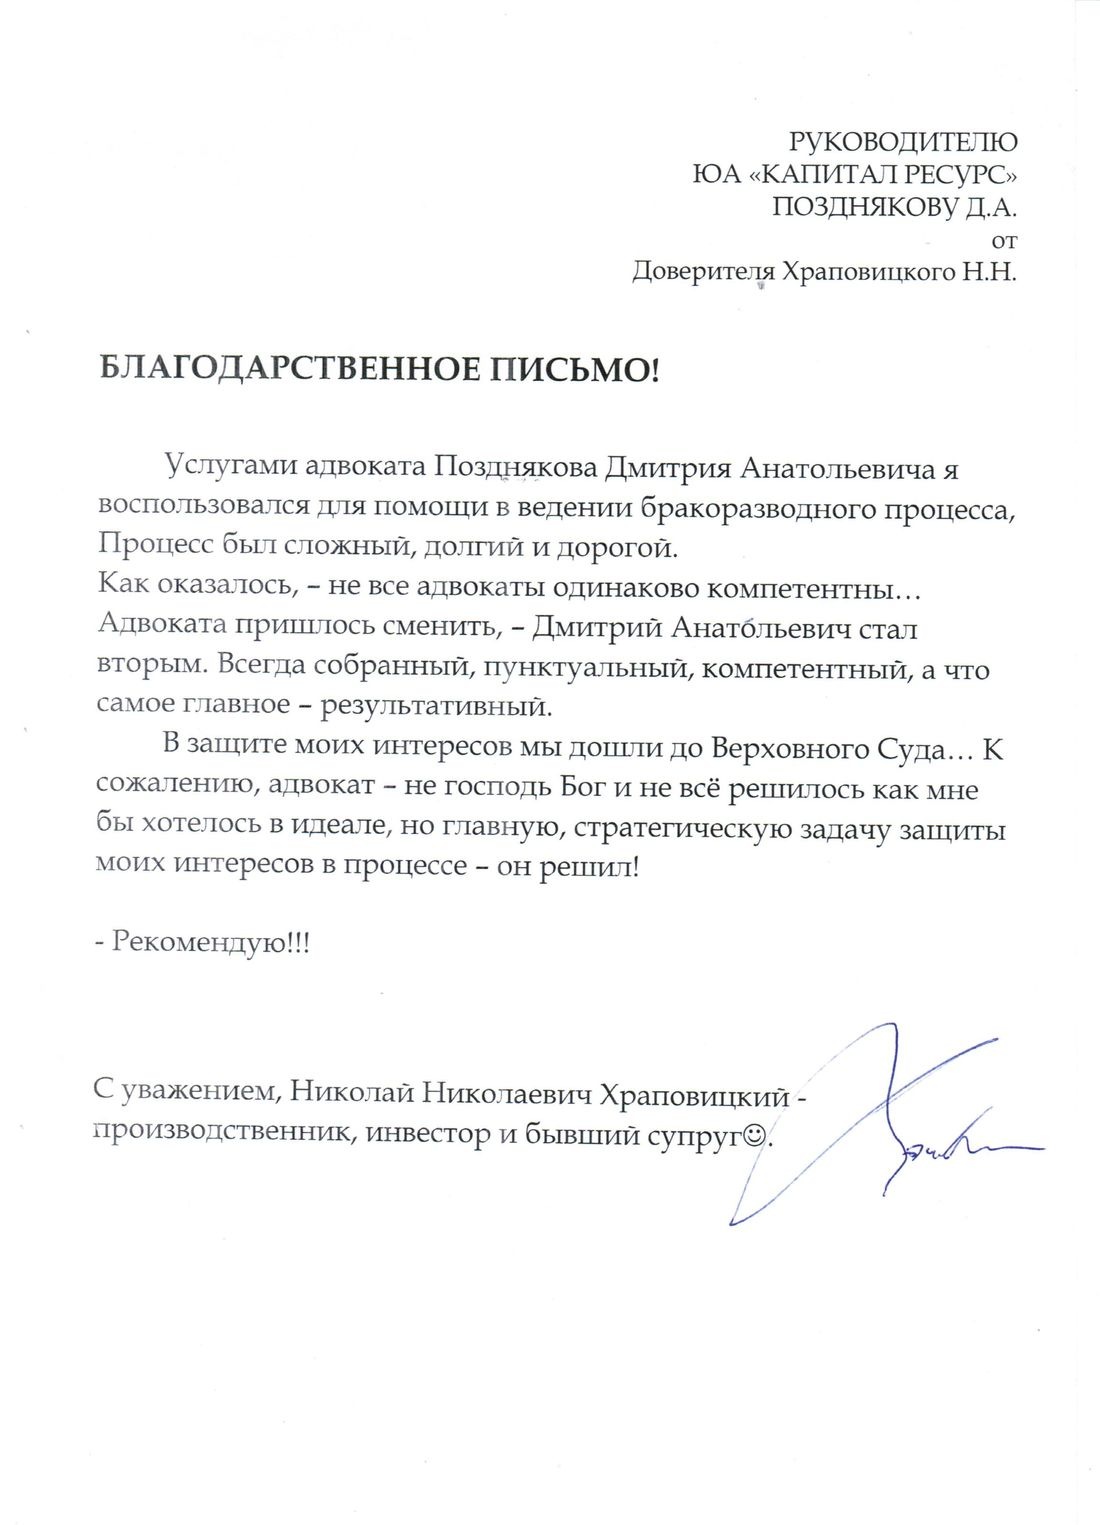 РУКОВОДИТЕЛЮ
ЮА «КАПИТАЛ РЕСУРС»
ПОЗДНЯКОВУ Д.А.
от
Доверителя Храповицкого Н.Н.
БЛАГОДАРСТВЕННОЕ ПИСЬМО!
Услугами адвоката Позднякова Дмитрия Анатольевича я
воспользовался для помощи в ведении бракоразводного процесса,
Процесс был сложный, долгий и дорогой.
Как оказалось, – не все адвокаты одинаково компетентны…
Адвоката пришлось сменить, – Дмитрий Анатольевич стал
вторым. Всегда собранный, пунктуальный, компетентный, а что
самое главное – результативный.
В защите моих интересов мы дошли до Верховного Суда… К
сожалению, адвокат – не господь Бог и не всё решилось как мне
бы хотелось в идеале, но главную, стратегическую задачу защиты
моих интересов в процессе – он решил!
- Рекомендую!!!
С уважением, Николай Николаевич Храповицкий -
производственник, инвестор и бывший супруг☺.